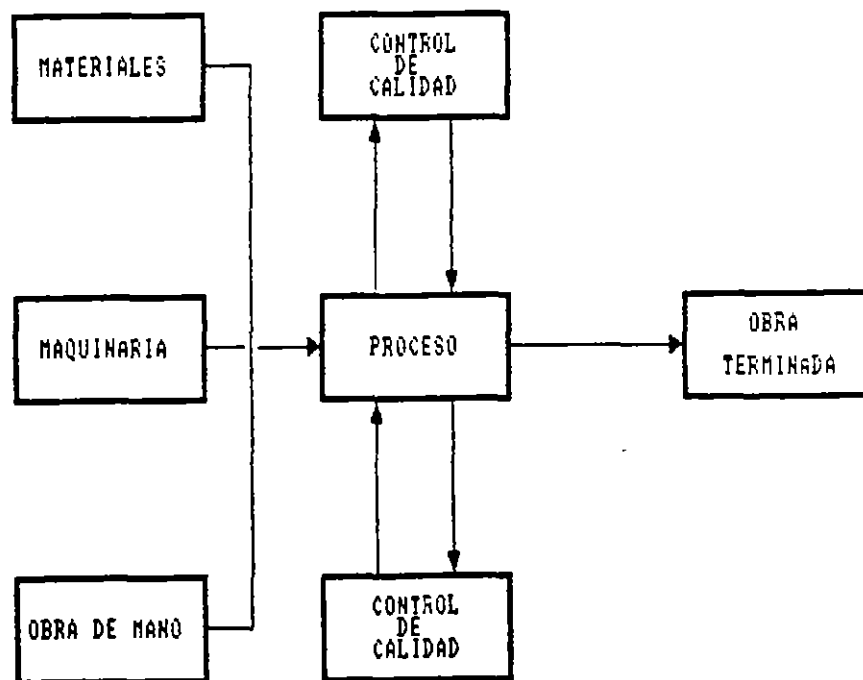 MATERIALES
CONTROL
DE
CALIDAD
MAQUINARIA
PROCESO
OBRA
TERMINADA
OBRA DE MANO
CONTROL
DE
CALIDAD